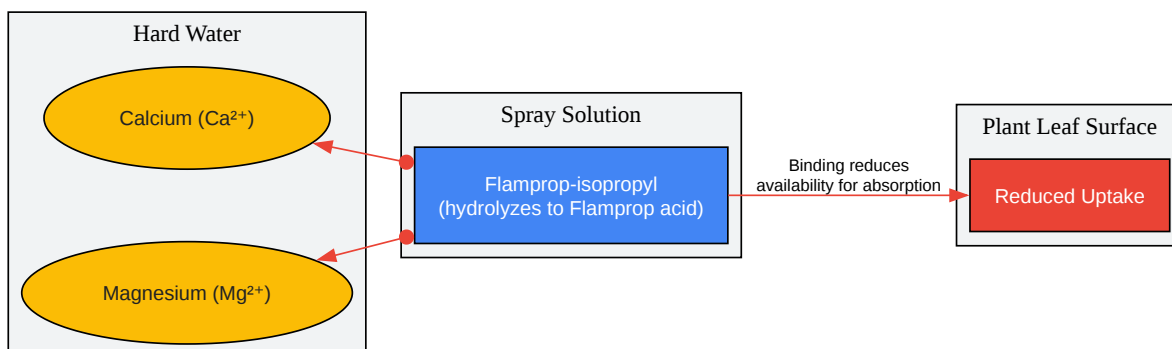 Hard Water
Calcium (Ca²⁺)
Magnesium (Mg²⁺)
Spray Solution
Flamprop-isopropyl
(hydrolyzes to Flamprop acid)
Binding reduces
availability for absorption
Plant Leaf Surface
Reduced Uptake